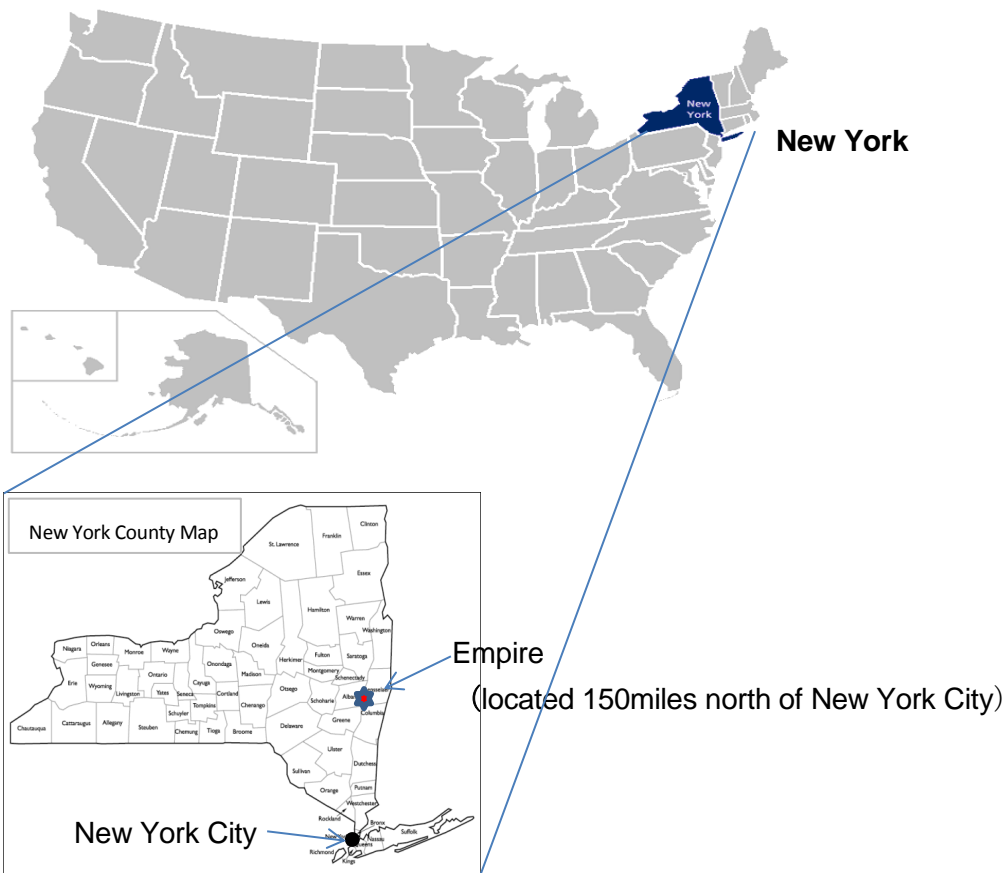 New
York
New York
New York County Map
Clinton
Franklin
St. Lawrence
Essex
Jefferson
Lewis
Hamilton
Warren
Washington
Oswego
Oneida
Niagara
Orleans
Monroe
Wayne
Herkimer
Fulton
Saratoga
Genesee
Onondaga
Madison
Montgomery
Schenectady
Empire
Ontario
Cayuga
Erie
Wyoming
Livingston
Yates
Seneca
Cortland
Otsego
Schoharie
Chenango
Tompkins
Schuyler
(located 150miles north of New York City)
Columbia
Greene
Delaware
Chautauqua
Cattaraugus
Allegany
Steuben
Chemung
Tioga
Broome
Ulster
Dutchess
Sullivan
Orange
Putnam
Westchester
Rockland
Bronx
Suffolk
New York City
Nassau
Richmond
Kings